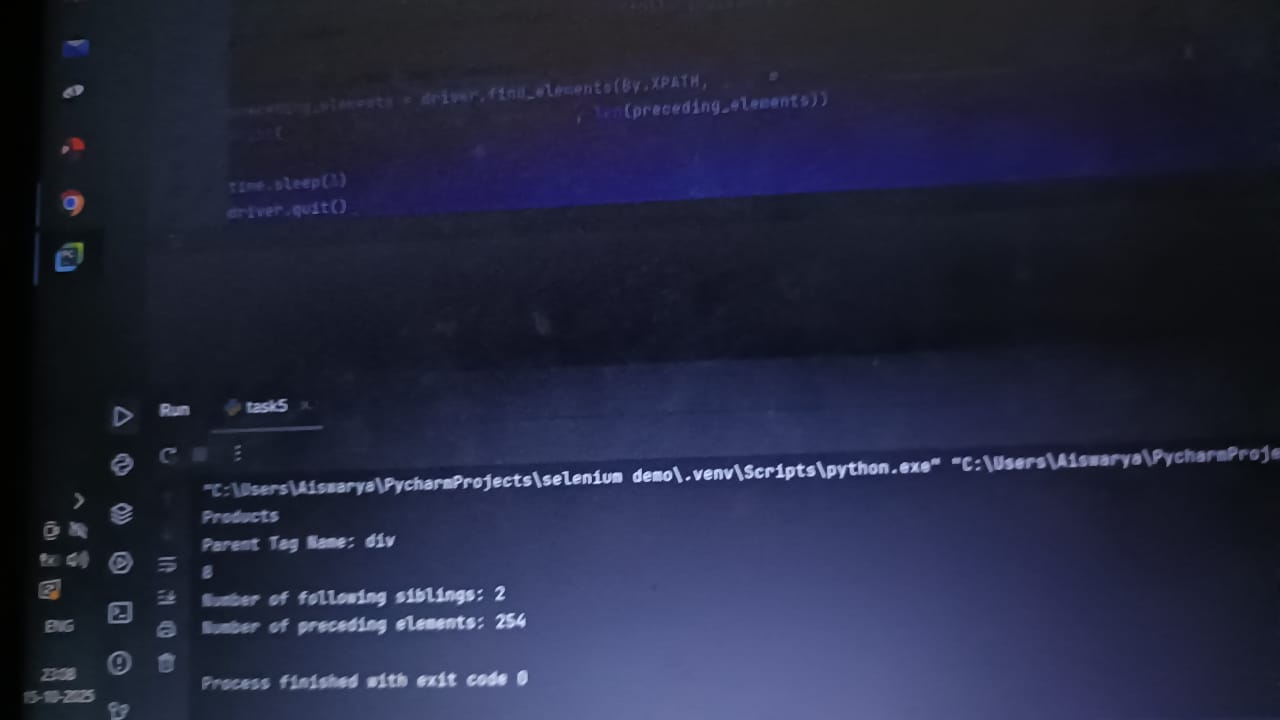 = driver.find_elements(By.XPATH, =
, len(preceding_elements))
time.sleep(
driver.quit()
Run task5 ×
"C:\Users\Aiswarya\PycharmProjects\selenium demo\.venv\Scripts\python.exe" "C:\Users\Aiswarya\PycharmProje
Products
Parent Tag Name: div
8
Number of following siblings: 2
Number of preceding elements: 254
Process finished with exit code 0
ENG
23:08
15-10-2025